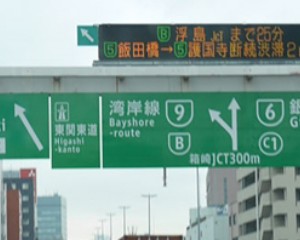 B 浮島jct まで25分
5 飯田橋→5 護国寺断続渋滞
東関東道
Higashi
-kanto
湾岸線
Bayshore
-route
9
B
箱崎JCT300m
6
C1